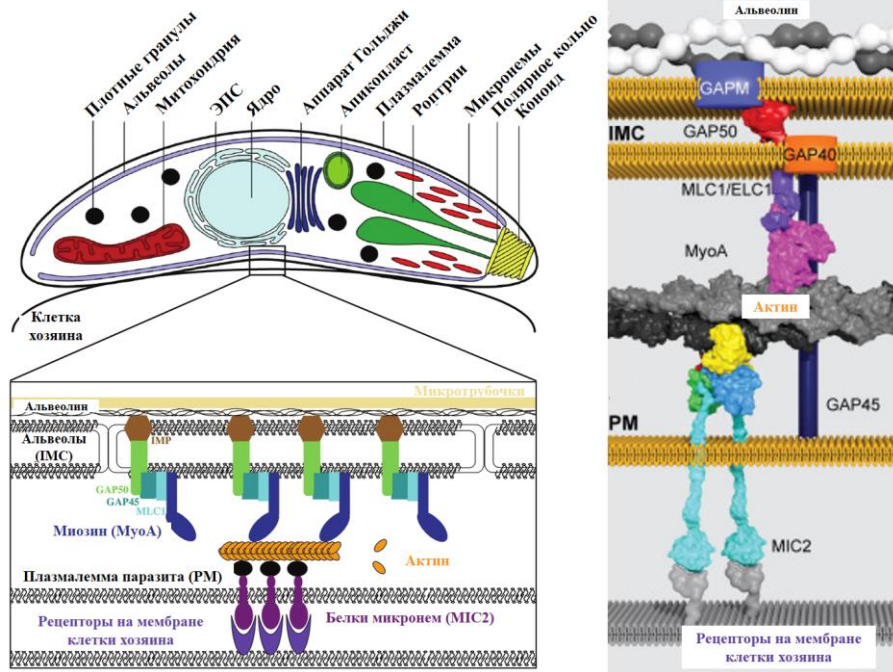 Плотные гранулы
Альвеолы
Митохондрия
ЭПС
Ядро
Аппарат Гольджи
Апикопласт
Плазмалемма
Роптрии
Микронемы
Полярное кольцо
Коноид
Клетка
хозяина
Микротрубочки
Альвеолин
Альвеолы
(IMC)
IMP
GAP50
GAP45
MLC1
Миозин (MyoA)
Актин
Плазмалемма паразита (PM)
Белки микронем (MIC2)
Рецепторы на мембране
клетки хозяина
Альвеолин
GAPM
IMC
GAP50
GAP40
MLC1/ELC1
MyoA
Актин
GAP45
PM
MIC2
Рецепторы на мембране
клетки хозяина